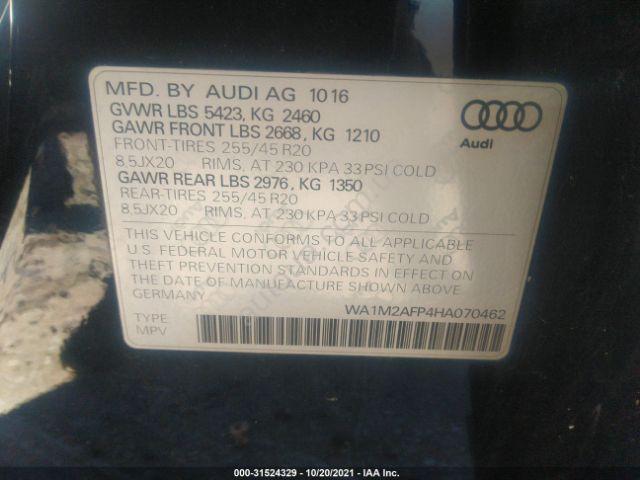 MFD. BY AUDI AG 10 16
GVWR LBS 5423, KG 2460
GAWR FRONT LBS 2668, KG 1210
FRONT-TIRES 255/45 R20
8.5JX20 RIMS, AT 230 KPA 33 PSI COLD
GAWR REAR LBS 2976, KG 1350
REAR-TIRES 255/45 R20
8.5JX20 RIMS, AT 230 KPA 33 PSI COLD
Audi
THIS VEHICLE CONFORMS TO ALL APPLICABLE
U.S. FEDERAL MOTOR VEHICLE SAFETY AND
THEFT PREVENTION STANDARDS IN EFFECT ON
THE DATE OF MANUFACTURE SHOWN ABOVE
GERMANY
WA1M2AFP4HA070462
TYPE
MPV
000-31524329 - 10/20/2021 - IAA Inc.